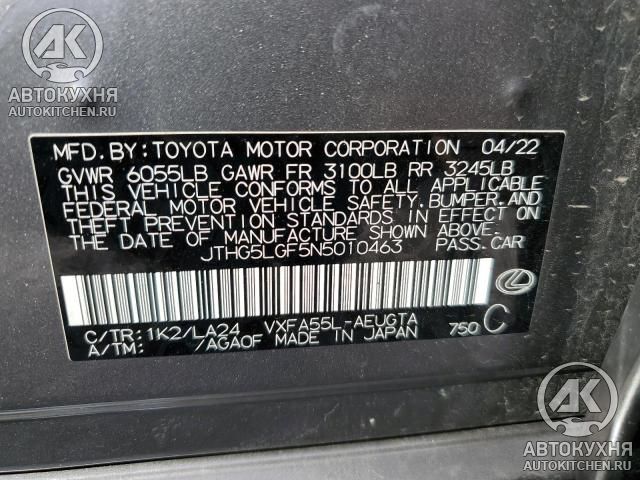 AK
АВТОКУХНЯ
AUTOKITCHEN.RU
MFD. BY: TOYOTA MOTOR CORPORATION 04/22
GVWR 6055LB GAWR FR 3100LB RR 3245LB
THIS VEHICLE CONFORMS TO ALL APPLICABLE
FEDERAL MOTOR VEHICLE SAFETY, BUMPER, AND
THEFT PREVENTION STANDARDS IN EFFECT ON
THE DATE OF MANUFACTURE SHOWN ABOVE.
JTHG5LGF5N5010463 PASS. CAR
C/TR: 1K2/LA24 VXFA55L-AEUGTA
A/TM: /AGA0F MADE IN JAPAN 750 C
AK
АВТОКУХНЯ
AUTOKITCHEN.RU